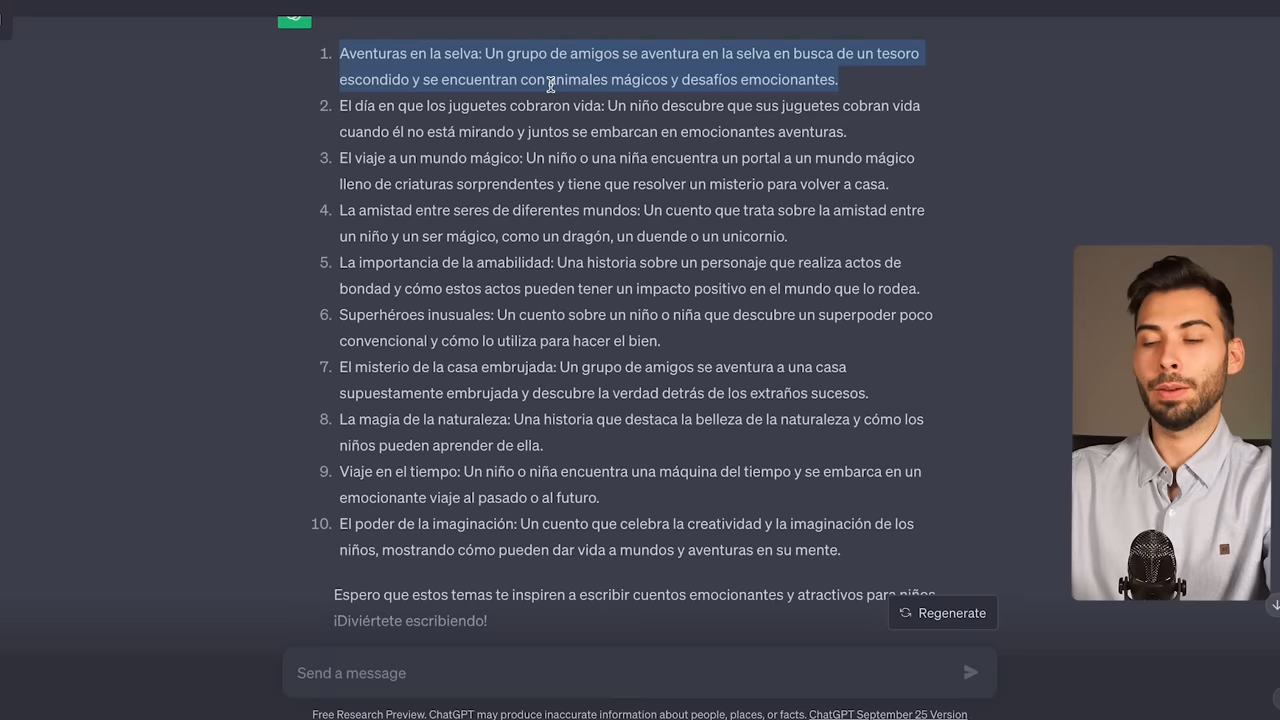 1. Aventuras en la selva: Un grupo de amigos se aventura en la selva en busca de un tesoro
escondido y se encuentran con animales mágicos y desafíos emocionantes.
2. El día en que los juguetes cobraron vida: Un niño descubre que sus juguetes cobran vida
cuando él no está mirando y juntos se embarcan en emocionantes aventuras.
3. El viaje a un mundo mágico: Un niño o una niña encuentra un portal a un mundo mágico
lleno de criaturas sorprendentes y tiene que resolver un misterio para volver a casa.
4. La amistad entre seres de diferentes mundos: Un cuento que trata sobre la amistad entre
un niño y un ser mágico, como un dragón, un duende o un unicornio.
5. La importancia de la amabilidad: Una historia sobre un personaje que realiza actos de
bondad y cómo estos actos pueden tener un impacto positivo en el mundo que lo rodea.
6. Superhéroes inusuales: Un cuento sobre un niño o niña que descubre un superpoder poco
convencional y cómo lo utiliza para hacer el bien.
7. El misterio de la casa embrujada: Un grupo de amigos se aventura a una casa
supuestamente embrujada y descubre la verdad detrás de los extraños sucesos.
8. La magia de la naturaleza: Una historia que destaca la belleza de la naturaleza y cómo los
niños pueden aprender de ella.
9. Viaje en el tiempo: Un niño o niña encuentra una máquina del tiempo y se embarca en un
emocionante viaje al pasado o al futuro.
10. El poder de la imaginación: Un cuento que celebra la creatividad y la imaginación de los
niños, mostrando cómo pueden dar vida a mundos y aventuras en su mente.
Espero que estos temas te inspiren a escribir cuentos emocionantes y atractivos para niños.
¡Diviértete escribiendo!
Regenerate
Send a message
Free Research Preview. ChatGPT may produce inaccurate information about people, places, or facts. ChatGPT September 25 Version